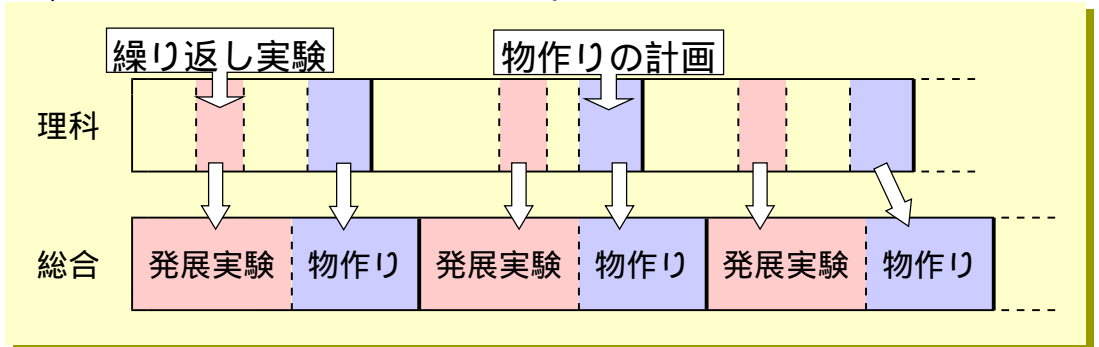 繰り返し実験
物作りの計画
理科
総合
発展実験
物作り
発展実験
物作り
発展実験
物作り